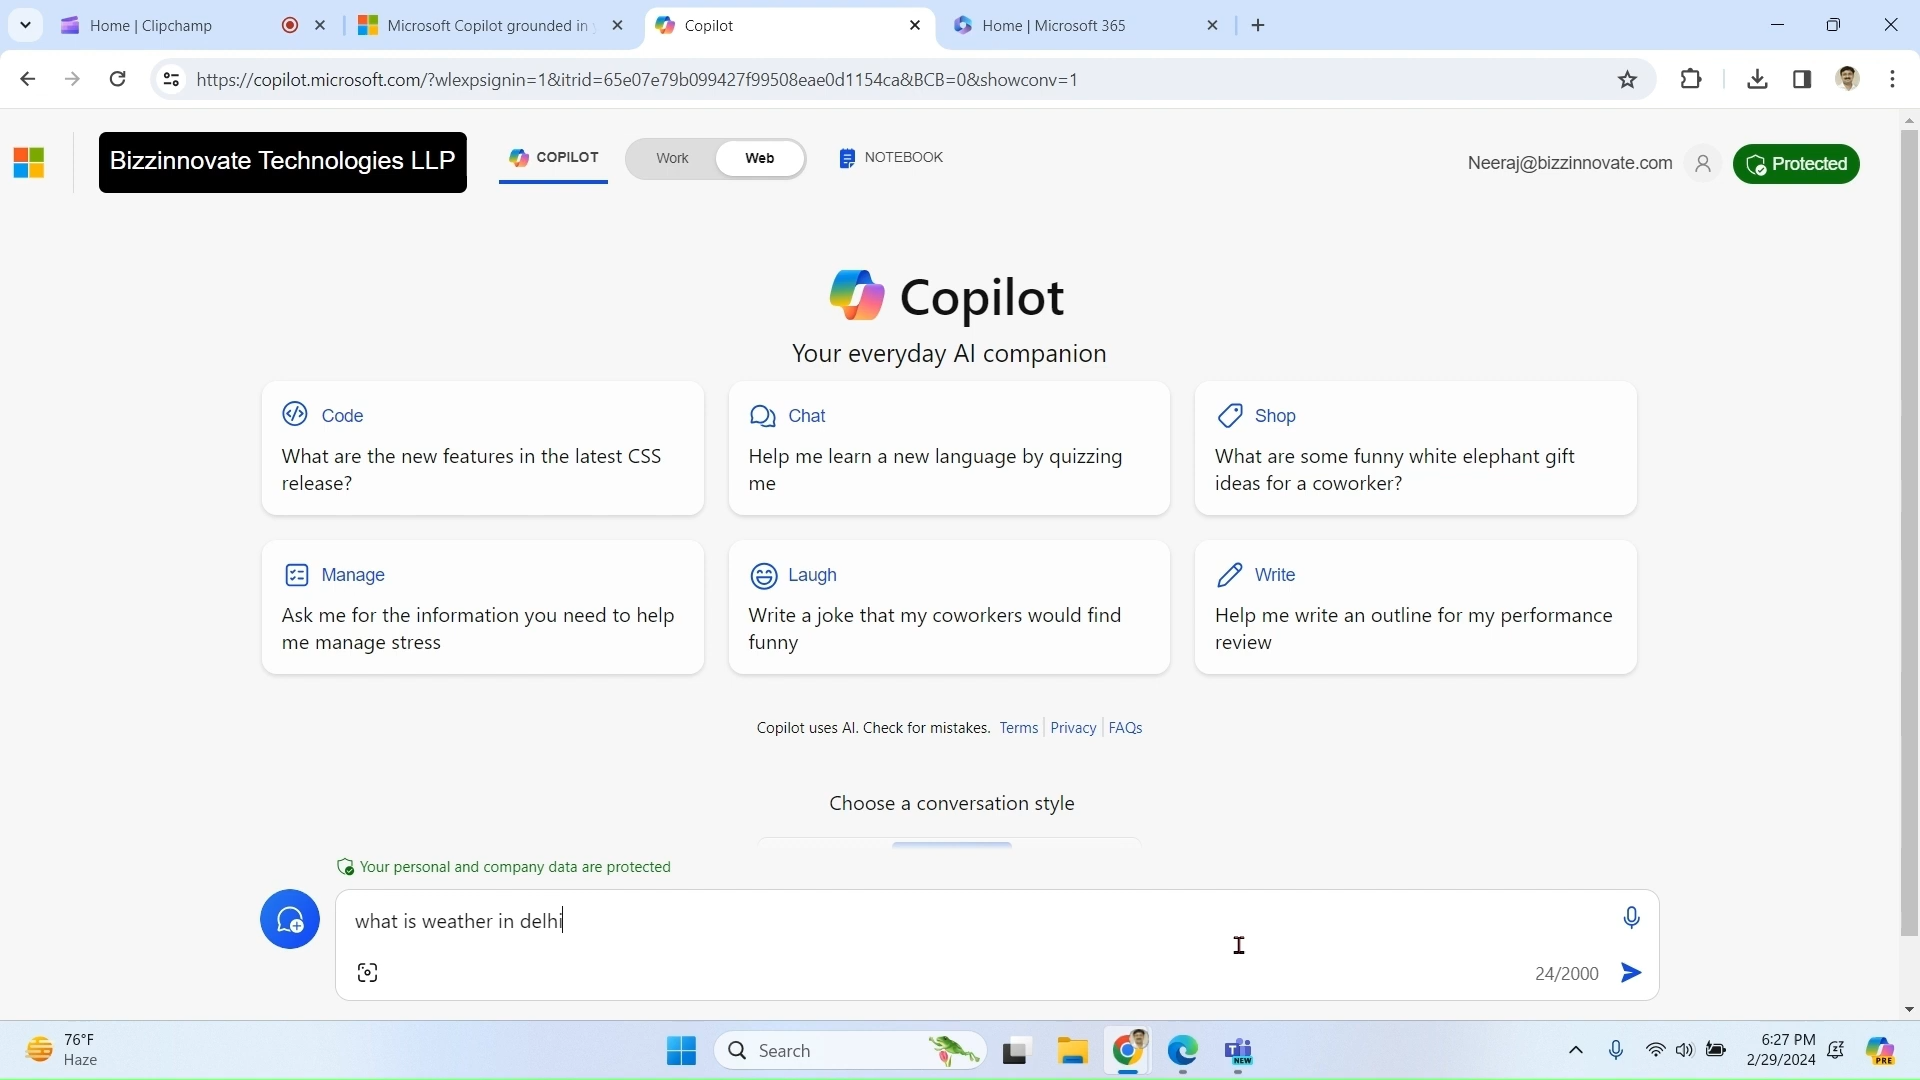 Home | Clipchamp
Microsoft Copilot grounded in
Copilot
Home | Microsoft 365
https://copilot.microsoft.com/?wlexpsignin=1&itrid=65e07e79b099427f99508eae0d1154ca&BCB=0&showconv=1
Bizzinnovate Technologies LLP
COPILOT
Work
Web
NOTEBOOK
Neeraj@bizzinnovate.com
Protected
Copilot
Your everyday AI companion
Code
What are the new features in the latest CSS
release?
Chat
Help me learn a new language by quizzing
me
Shop
What are some funny white elephant gift
ideas for a coworker?
Manage
Ask me for the information you need to help
me manage stress
Laugh
Write a joke that my coworkers would find
funny
Write
Help me write an outline for my performance
review
Copilot uses AI. Check for mistakes. Terms Privacy FAQs
Choose a conversation style
Your personal and company data are protected
what is weather in delhi
24/2000
76°F
Haze
Search
NEW
6:27 PM
2/29/2024
PRE